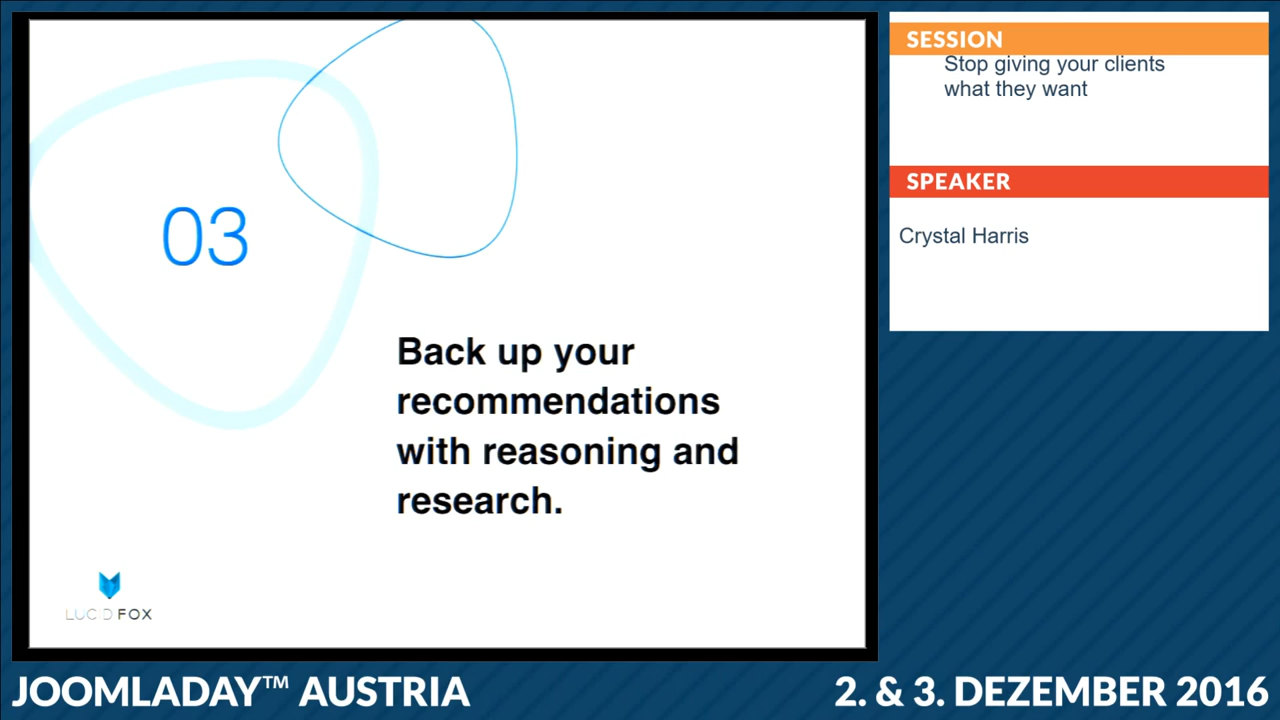 03
Back up your
recommendations
with reasoning and
research.
LUCID FOX
SESSION
Stop giving your clients
what they want
SPEAKER
Crystal Harris
JOOMLADAY™ AUSTRIA
2. & 3. DEZEMBER 2016